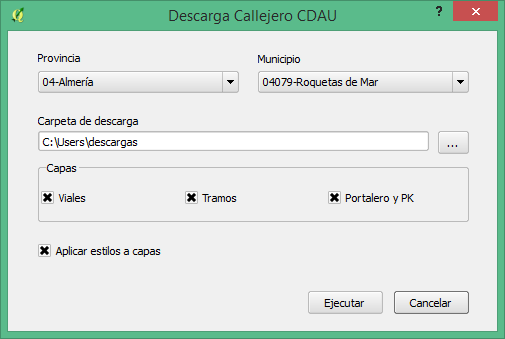 Descarga Callejero CDAU
?
Provincia
Municipio
04-Almería
04079-Roquetas de Mar
Carpeta de descarga
C:\Users\descargas
...
Capas
Viales
Tramos
Portalero y PK
Aplicar estilos a capas
Ejecutar
Cancelar